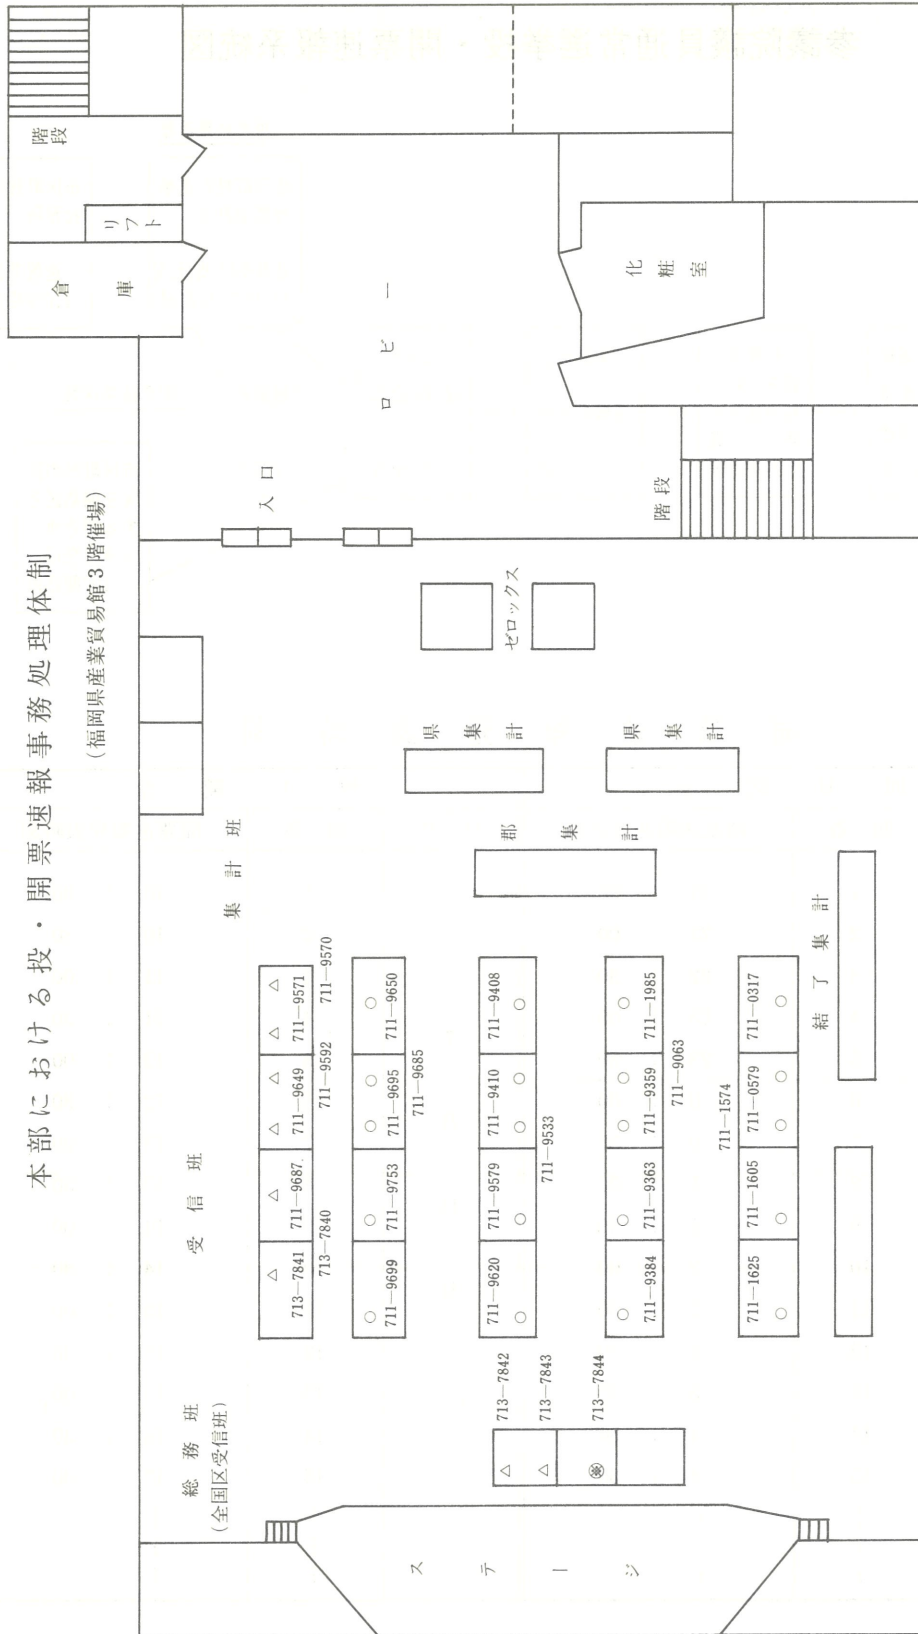 本部における投・開票速報事務処理体制
(福岡県産業貿易館3階催場)
総務班
(全国区受信班)
受信班
集計班
ステージ
713―7842
713―7843
713―7844
△
△
713―7841
711―9687
711―9649
711―9571
△ △ △ △ △ △
713―7840
711―9592
711―9570
711―9699
711―9753
711―9695
711―9650
○ ○ ○ ○ ○
711―9685
711―9620
711―9579
711―9410
711―9408
○ ○ ○ ○ ○
711―9533
711―9384
711―9363
711―9359
711―1985
○ ○ ○ ○ ○
711―9063
711―1574
711―1625
711―1605
711―0579
711―0317
○ ○ ○ ○ ○
結了集計
郡集計
県集計
県集計
ゼロックス
入口
ロビー
階段
化粧室
倉庫
リフト
階段